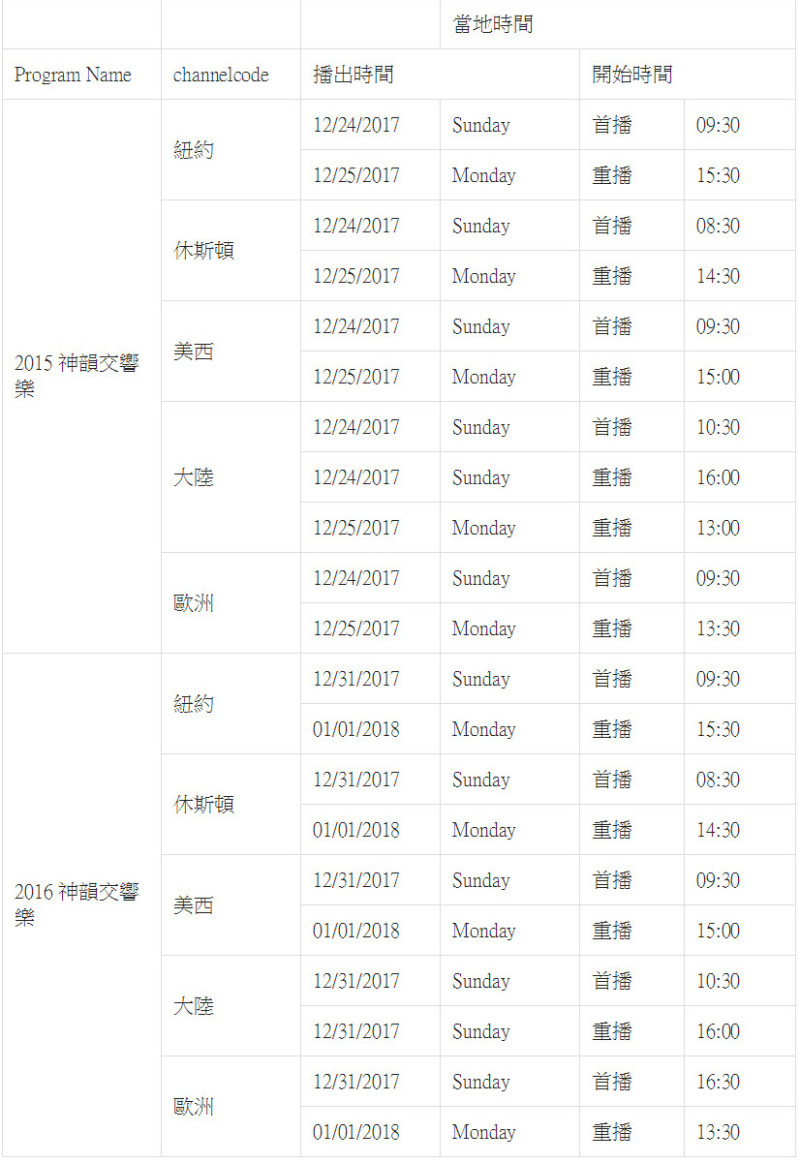 當地時間
Program Name channelcode 播出時間 開始時間
2015 神韻交響
樂
紐約
12/24/2017 Sunday 首播 09:30
12/25/2017 Monday 重播 15:30
休斯頓
12/24/2017 Sunday 首播 08:30
12/25/2017 Monday 重播 14:30
美西
12/24/2017 Sunday 首播 09:30
12/25/2017 Monday 重播 15:00
大陸
12/24/2017 Sunday 首播 10:30
12/24/2017 Sunday 重播 16:00
12/25/2017 Monday 重播 13:00
歐洲
12/24/2017 Sunday 首播 09:30
12/25/2017 Monday 重播 13:30
2016 神韻交響
樂
紐約
12/31/2017 Sunday 首播 09:30
01/01/2018 Monday 重播 15:30
休斯頓
12/31/2017 Sunday 首播 08:30
01/01/2018 Monday 重播 14:30
美西
12/31/2017 Sunday 首播 09:30
01/01/2018 Monday 重播 15:00
大陸
12/31/2017 Sunday 首播 10:30
12/31/2017 Sunday 重播 16:00
歐洲
12/31/2017 Sunday 首播 16:30
01/01/2018 Monday 重播 13:30